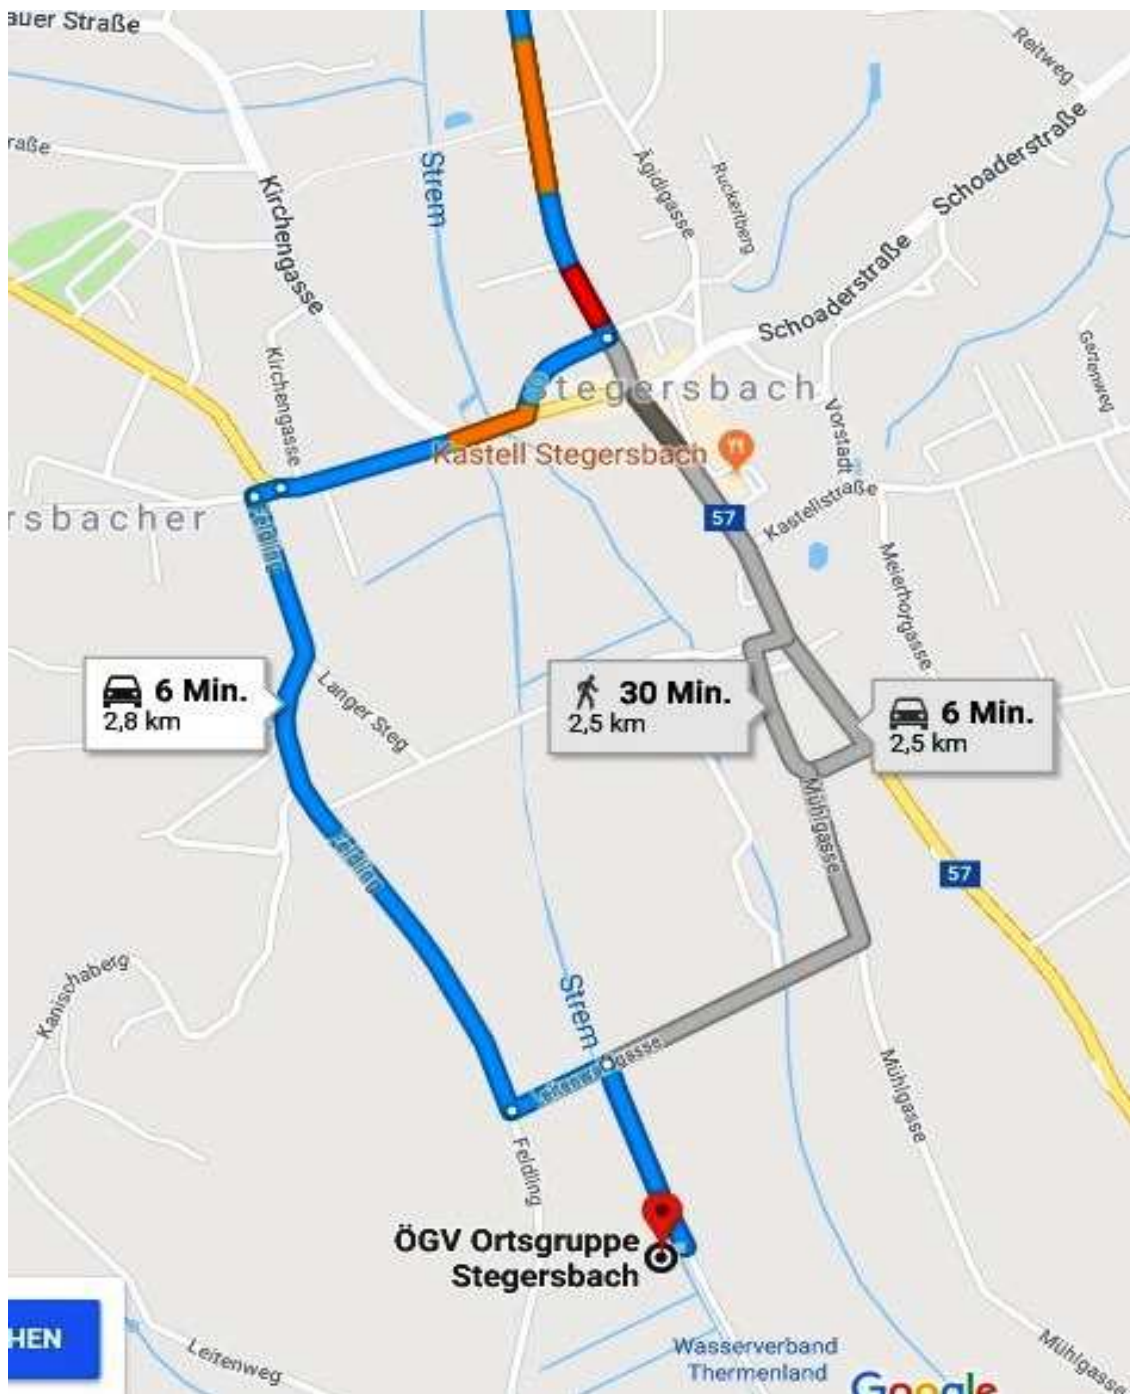 auer Straße
Reitweg
raße
Schoaderstraße
Strem
Ägidigasse
Ruckerlberg
Kirchengasse
Schoaderstraße
Kirchengasse
Gartenweg
Stegersbach
Vorstadt
Kastell Stegersbach
rsbacher
57
Kastellstraße
Feldling
Meierhofgasse
6 Min.
2,8 km
Langer Steg
30 Min.
2,5 km
6 Min.
2,5 km
Mühlgasse
Feldling
57
Kanischaberg
Strem
Mühlgasse
Feldling
ÖGV Ortsgruppe
Stegersbach
HEN
Leitenweg
Wasserverband
Thermenland
Mühlgasse
Google